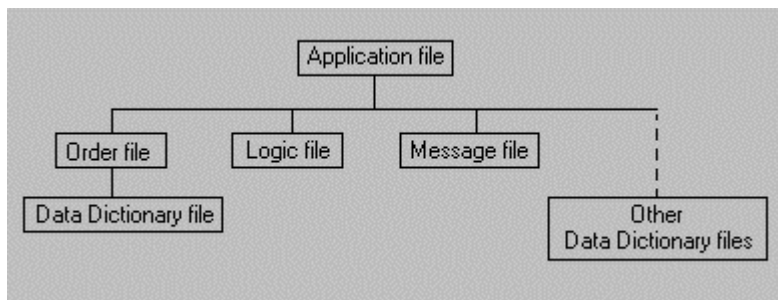 Application file
Order file
Logic file
Message file
Data Dictionary file
Other
Data Dictionary files